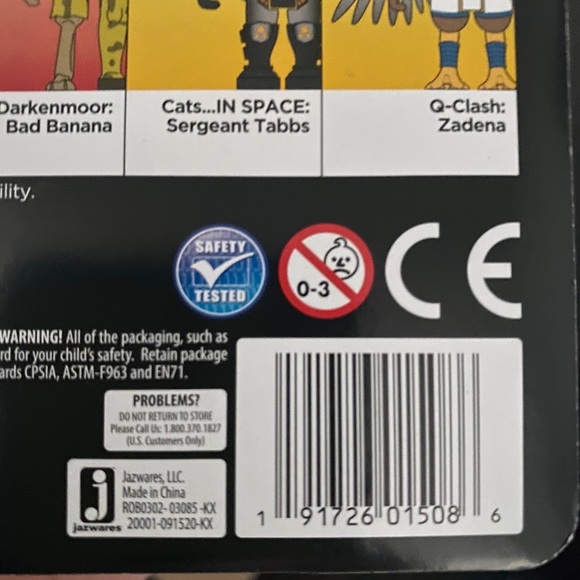 Darkenmoor:
Bad Banana
Cats...IN SPACE:
Sergeant Tabbs
Q-Clash:
Zadena
ility.
SAFETY
TESTED
0-3
CE
WARNING! All of the packaging, such as
rd for your child's safety. Retain package
ards CPSIA, ASTM-F963 and EN71.
PROBLEMS?
DO NOT RETURN TO STORE
Please Call Us: 1.800.370.1827
(U.S. Customers Only)
j
jazwares
Jazwares, LLC.
Made in China
ROB0302- 03085 -KX
20001-091520-KX
1 91726 01508 6